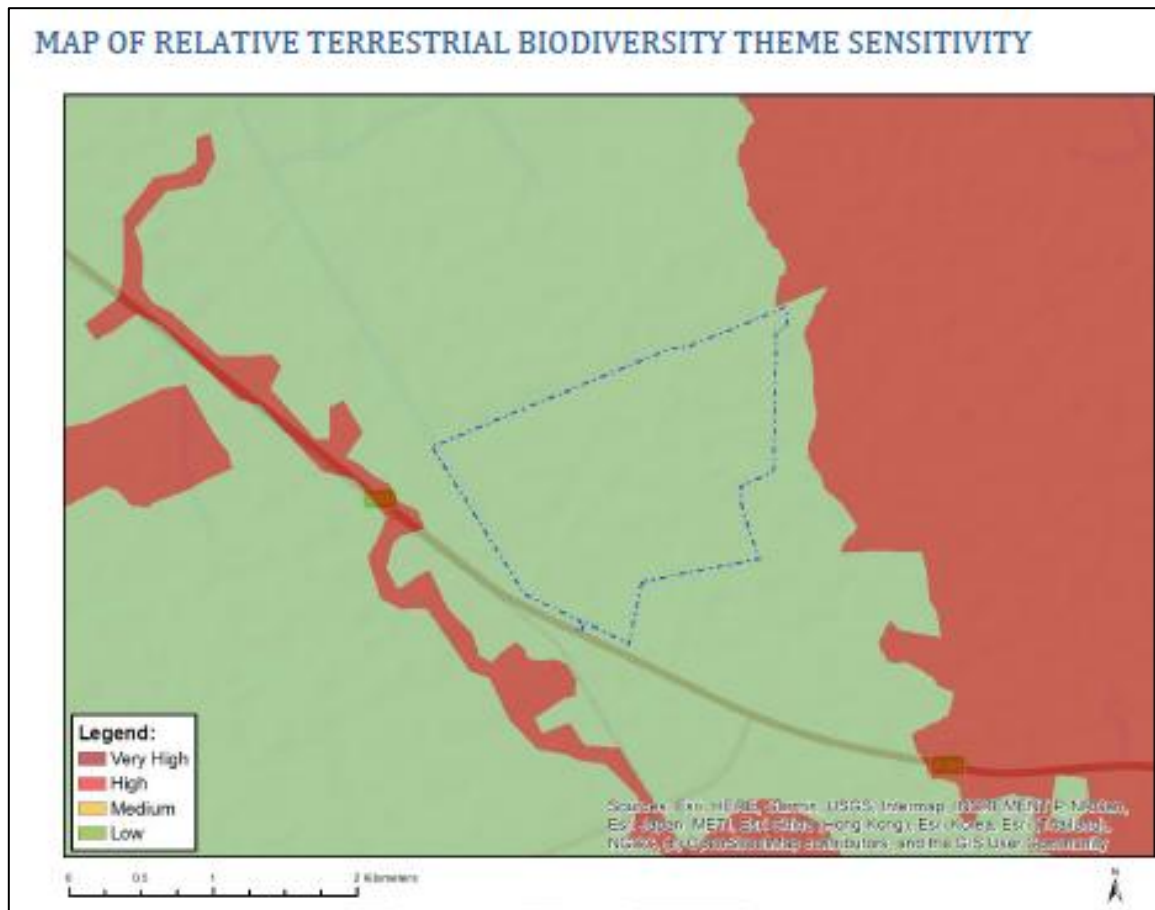 MAP OF RELATIVE TERRESTRIAL BIODIVERSITY THEME SENSITIVITY
Legend:
Very High
High
Medium
Low
Sources: Esri, HERE, Garmin, USGS, Intermap, INCREMENT P, NRCan,
Esri Japan, METI, Esri China (Hong Kong), Esri Korea, Esri (Thailand),
NGCC, (c) OpenStreetMap contributors, and the GIS User Community
0 0.5 1 2 Kilometers
N